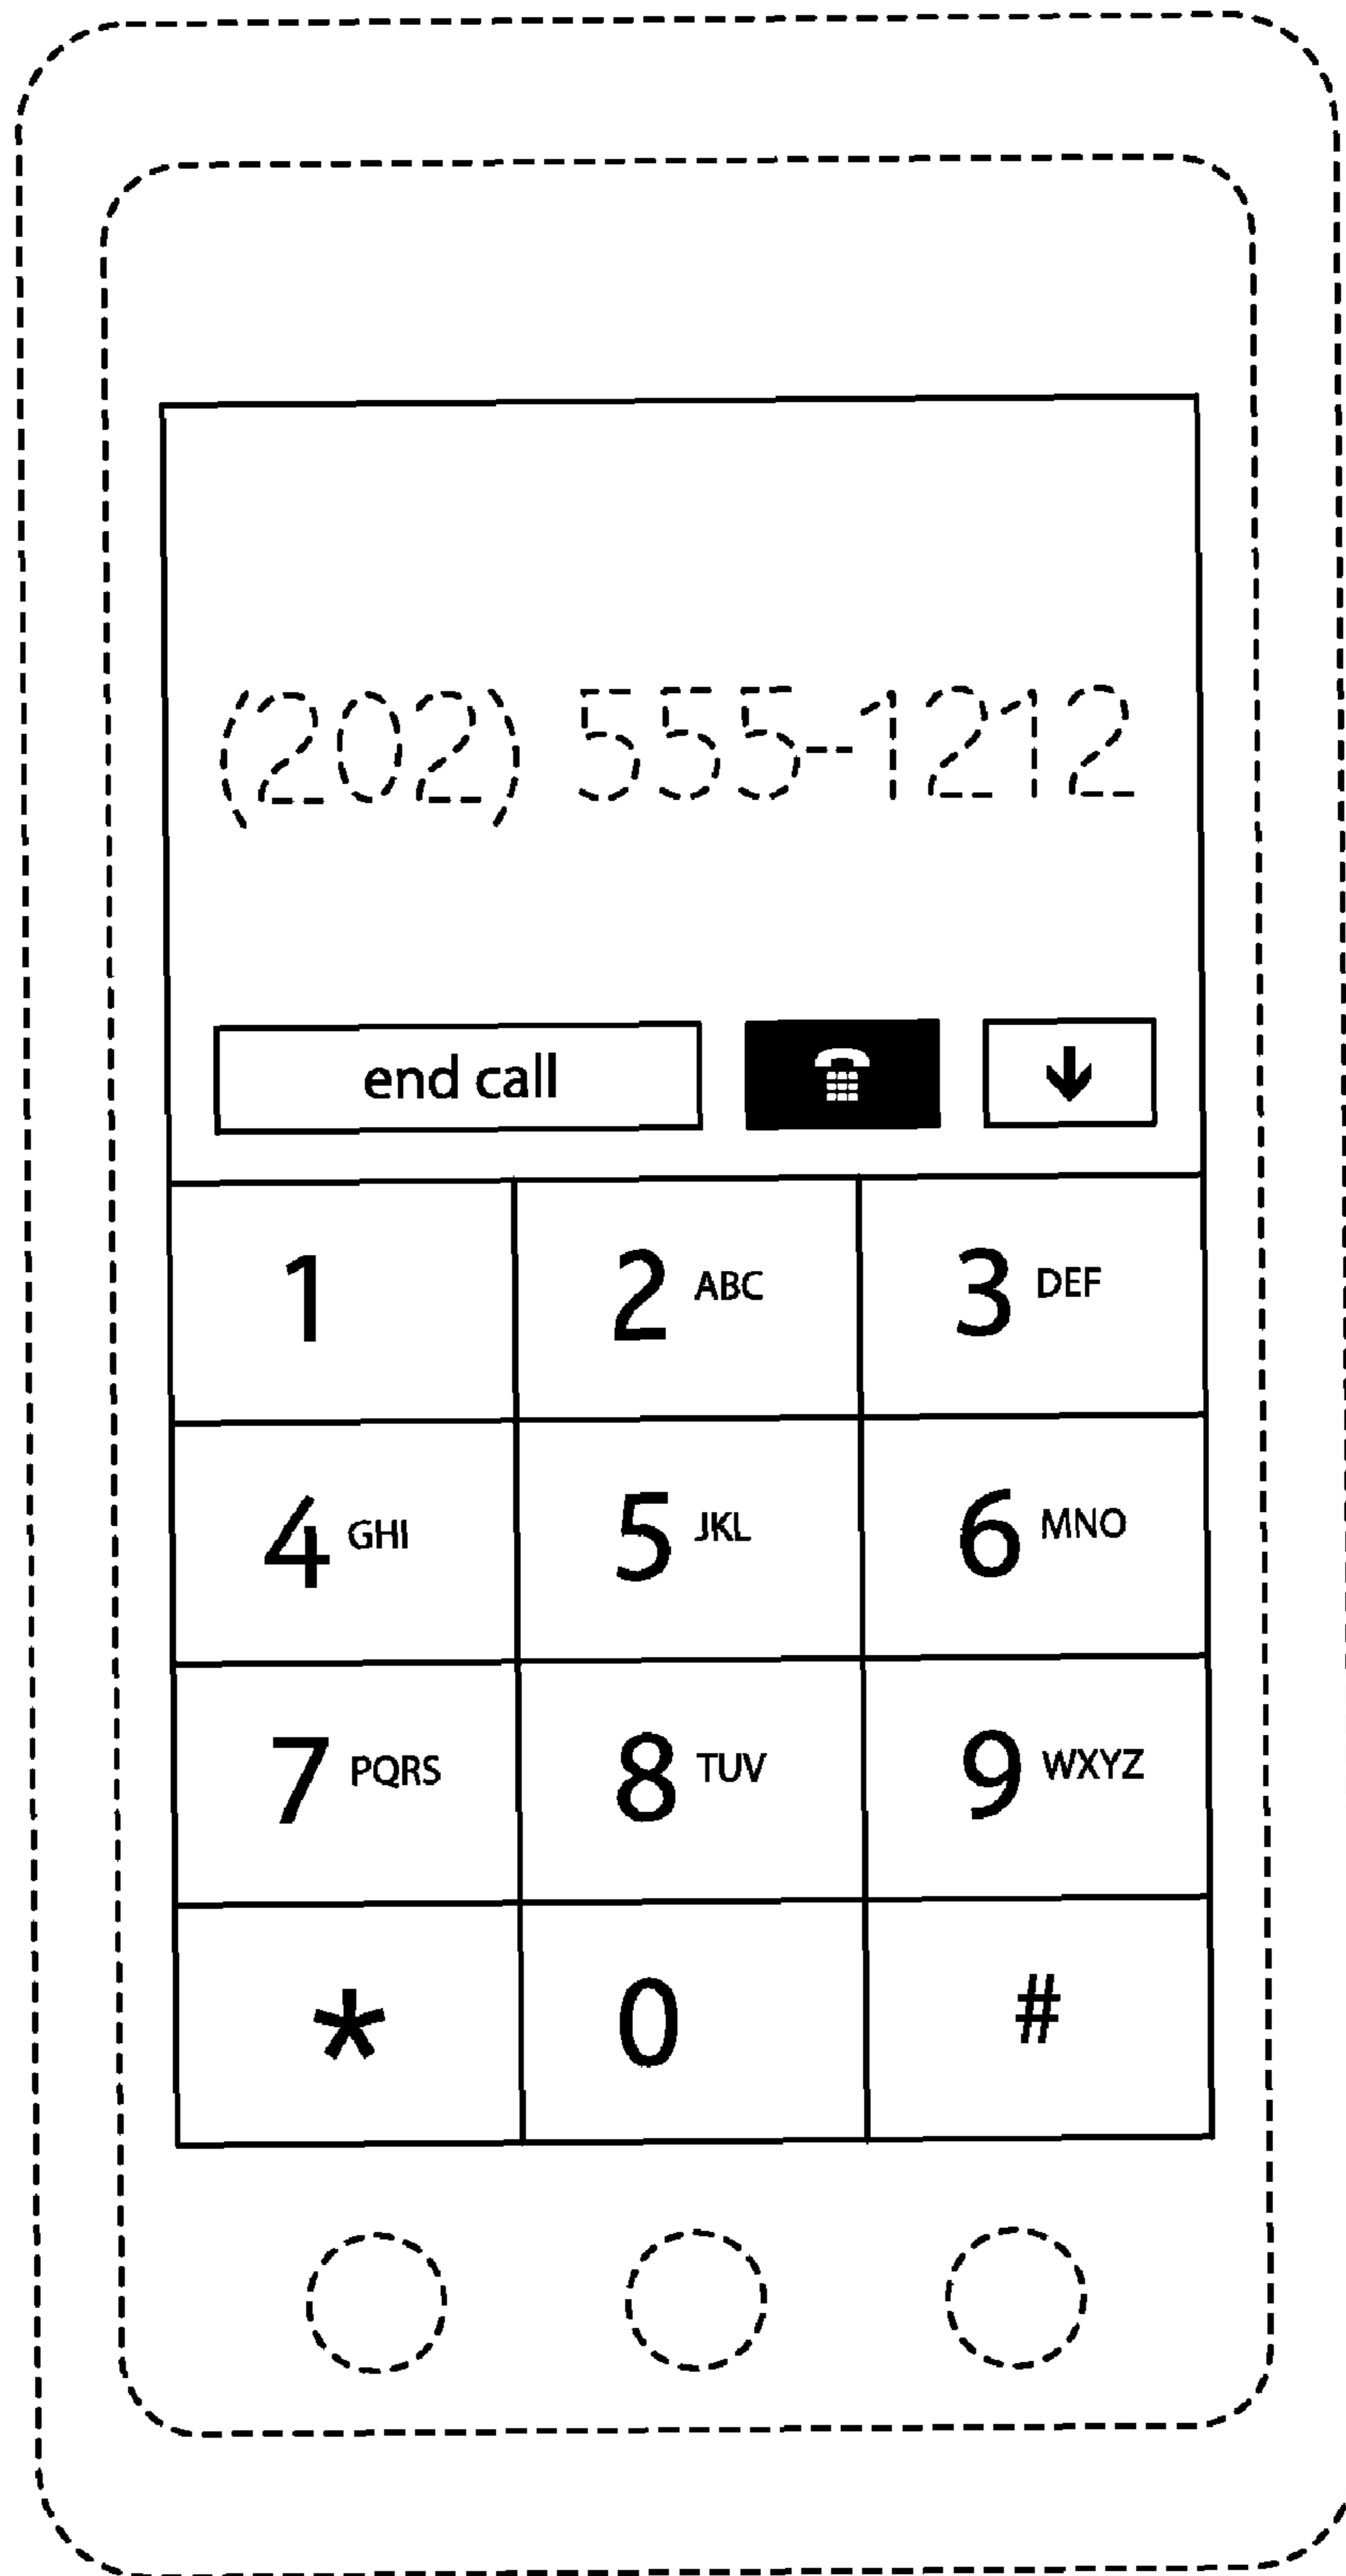 (202) 555-1212
end call
1 2 ABC 3 DEF
4 GHI 5 JKL 6 MNO
7 PQRS 8 TUV 9 WXYZ
* 0 #